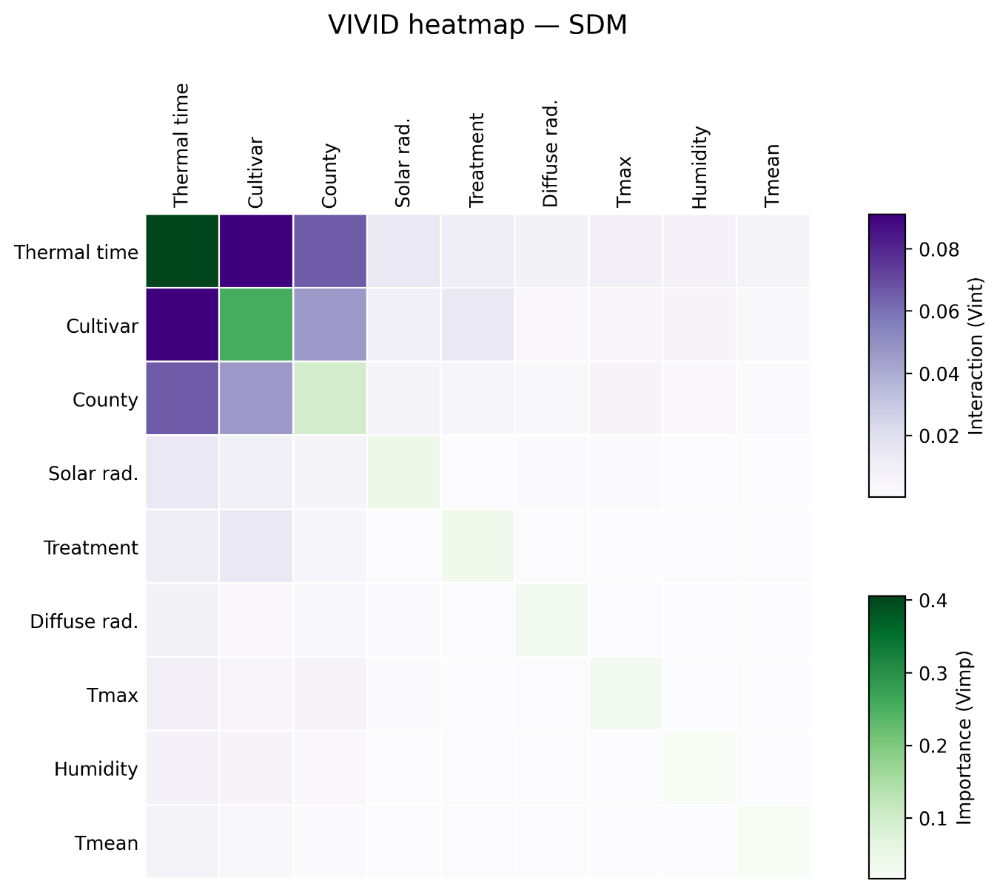 VIVID heatmap — SDM
Thermal time
Cultivar
County
Solar rad.
Treatment
Diffuse rad.
Tmax
Humidity
Tmean
Thermal time
Cultivar
County
Solar rad.
Treatment
Diffuse rad.
Tmax
Humidity
Tmean
0.08
0.06
0.04
0.02
Interaction (Vint)
0.4
0.3
0.2
0.1
Importance (Vimp)